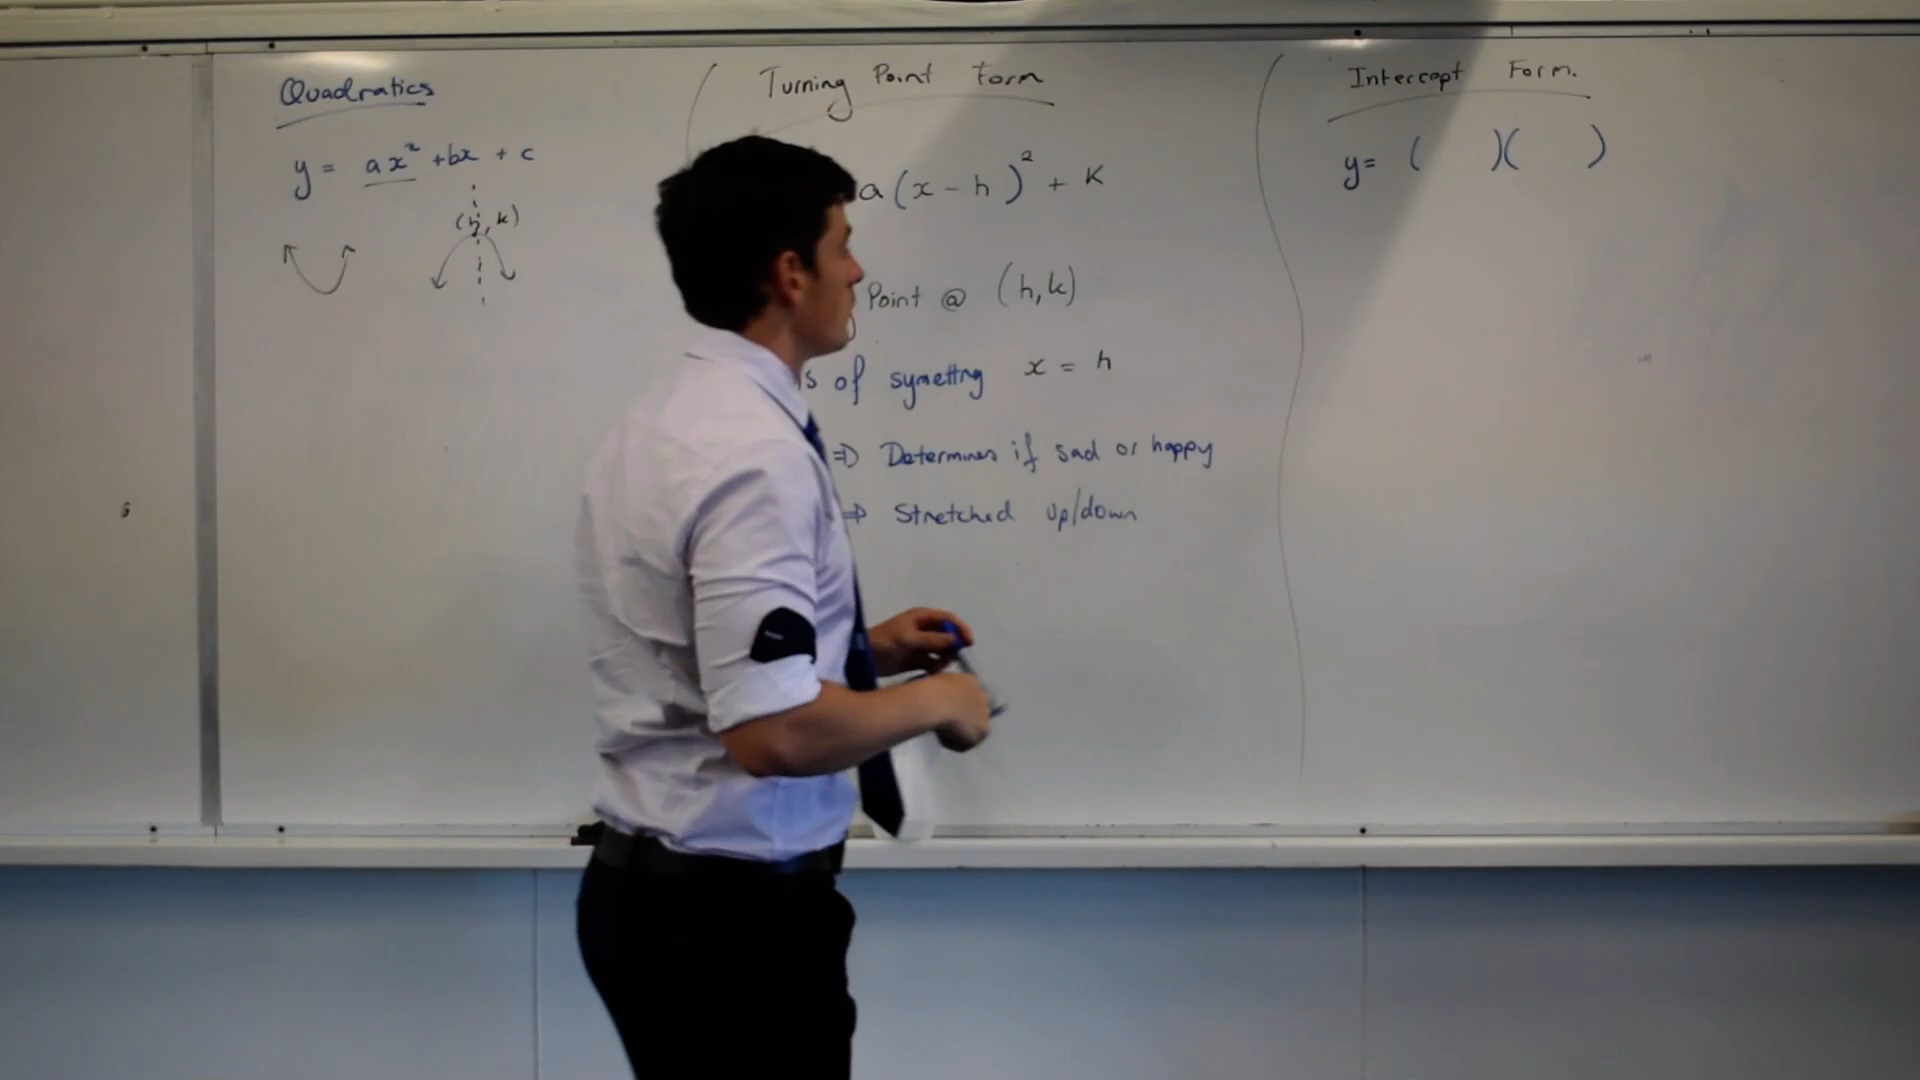 Quadratics
y = ax² + bx + c
(h, k)
Turning Point Form
a(x - h)² + k
Point @ (h, k)
s of symettry x = h
⇒ Determines if sad or happy
⇒ Stretched up/down
Intercept Form.
y = ( )( )